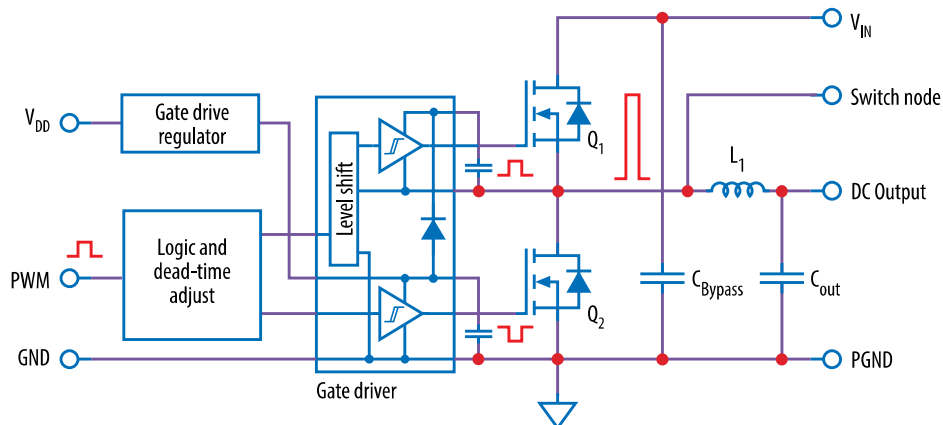 V_IN
Gate drive
regulator
V_DD
Switch node
Q_1
L_1
Level shift
DC Output
Logic and
dead-time
adjust
PWM
C_Bypass
C_out
Q_2
GND
PGND
Gate driver